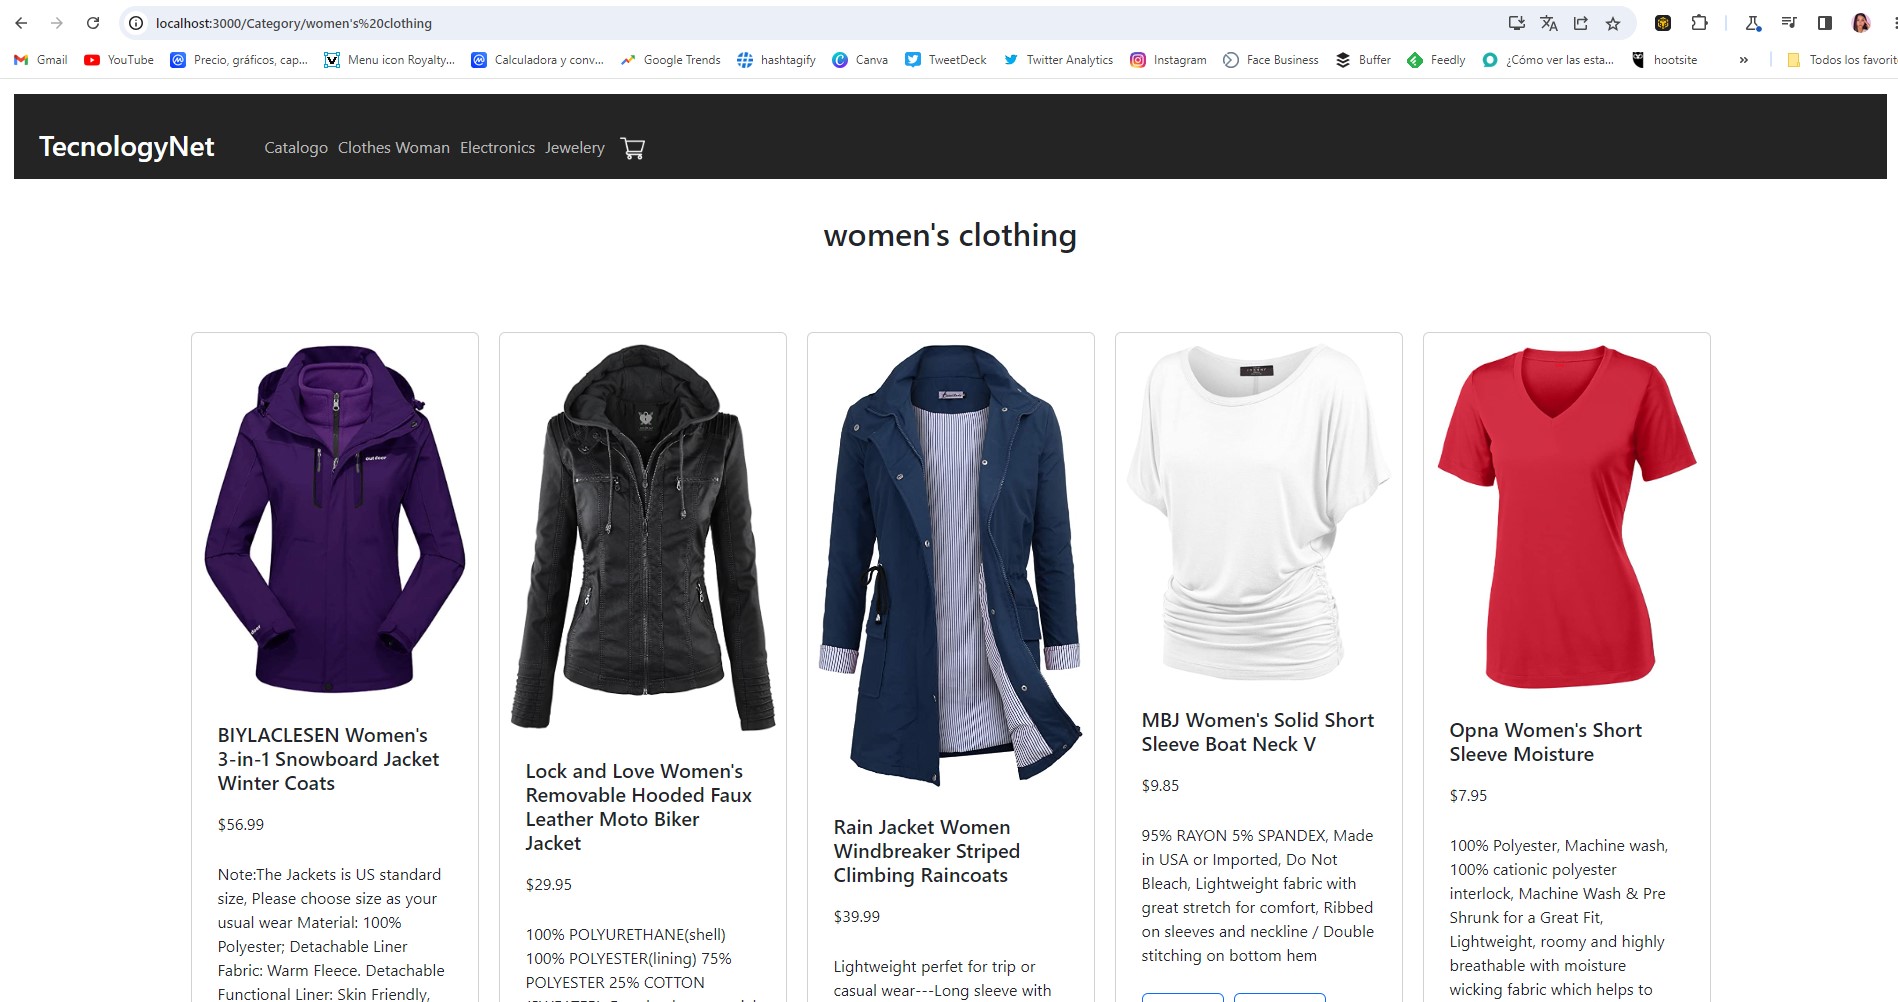 localhost:3000/Category/women's%20clothing
Gmail YouTube Precio, gráficos, cap... Menu icon Royalty... Calculadora y conv... Google Trends hashtagify Canva TweetDeck Twitter Analytics Instagram Face Business Buffer Feedly ¿Cómo ver las esta... hootsite » Todos los favorit
TecnologyNet Catalogo Clothes Woman Electronics Jewelery
women's clothing
BIYLACLESEN Women's
3-in-1 Snowboard Jacket
Winter Coats
$56.99
Note:The Jackets is US standard
size, Please choose size as your
usual wear Material: 100%
Polyester; Detachable Liner
Fabric: Warm Fleece. Detachable
Functional Liner: Skin Friendly,
Lock and Love Women's
Removable Hooded Faux
Leather Moto Biker
Jacket
$29.95
100% POLYURETHANE(shell)
100% POLYESTER(lining) 75%
POLYESTER 25% COTTON
Rain Jacket Women
Windbreaker Striped
Climbing Raincoats
$39.99
Lightweight perfet for trip or
casual wear---Long sleeve with
MBJ Women's Solid Short
Sleeve Boat Neck V
$9.85
95% RAYON 5% SPANDEX, Made
in USA or Imported, Do Not
Bleach, Lightweight fabric with
great stretch for comfort, Ribbed
on sleeves and neckline / Double
stitching on bottom hem
Opna Women's Short
Sleeve Moisture
$7.95
100% Polyester, Machine wash,
100% cationic polyester
interlock, Machine Wash & Pre
Shrunk for a Great Fit,
Lightweight, roomy and highly
breathable with moisture
wicking fabric which helps to